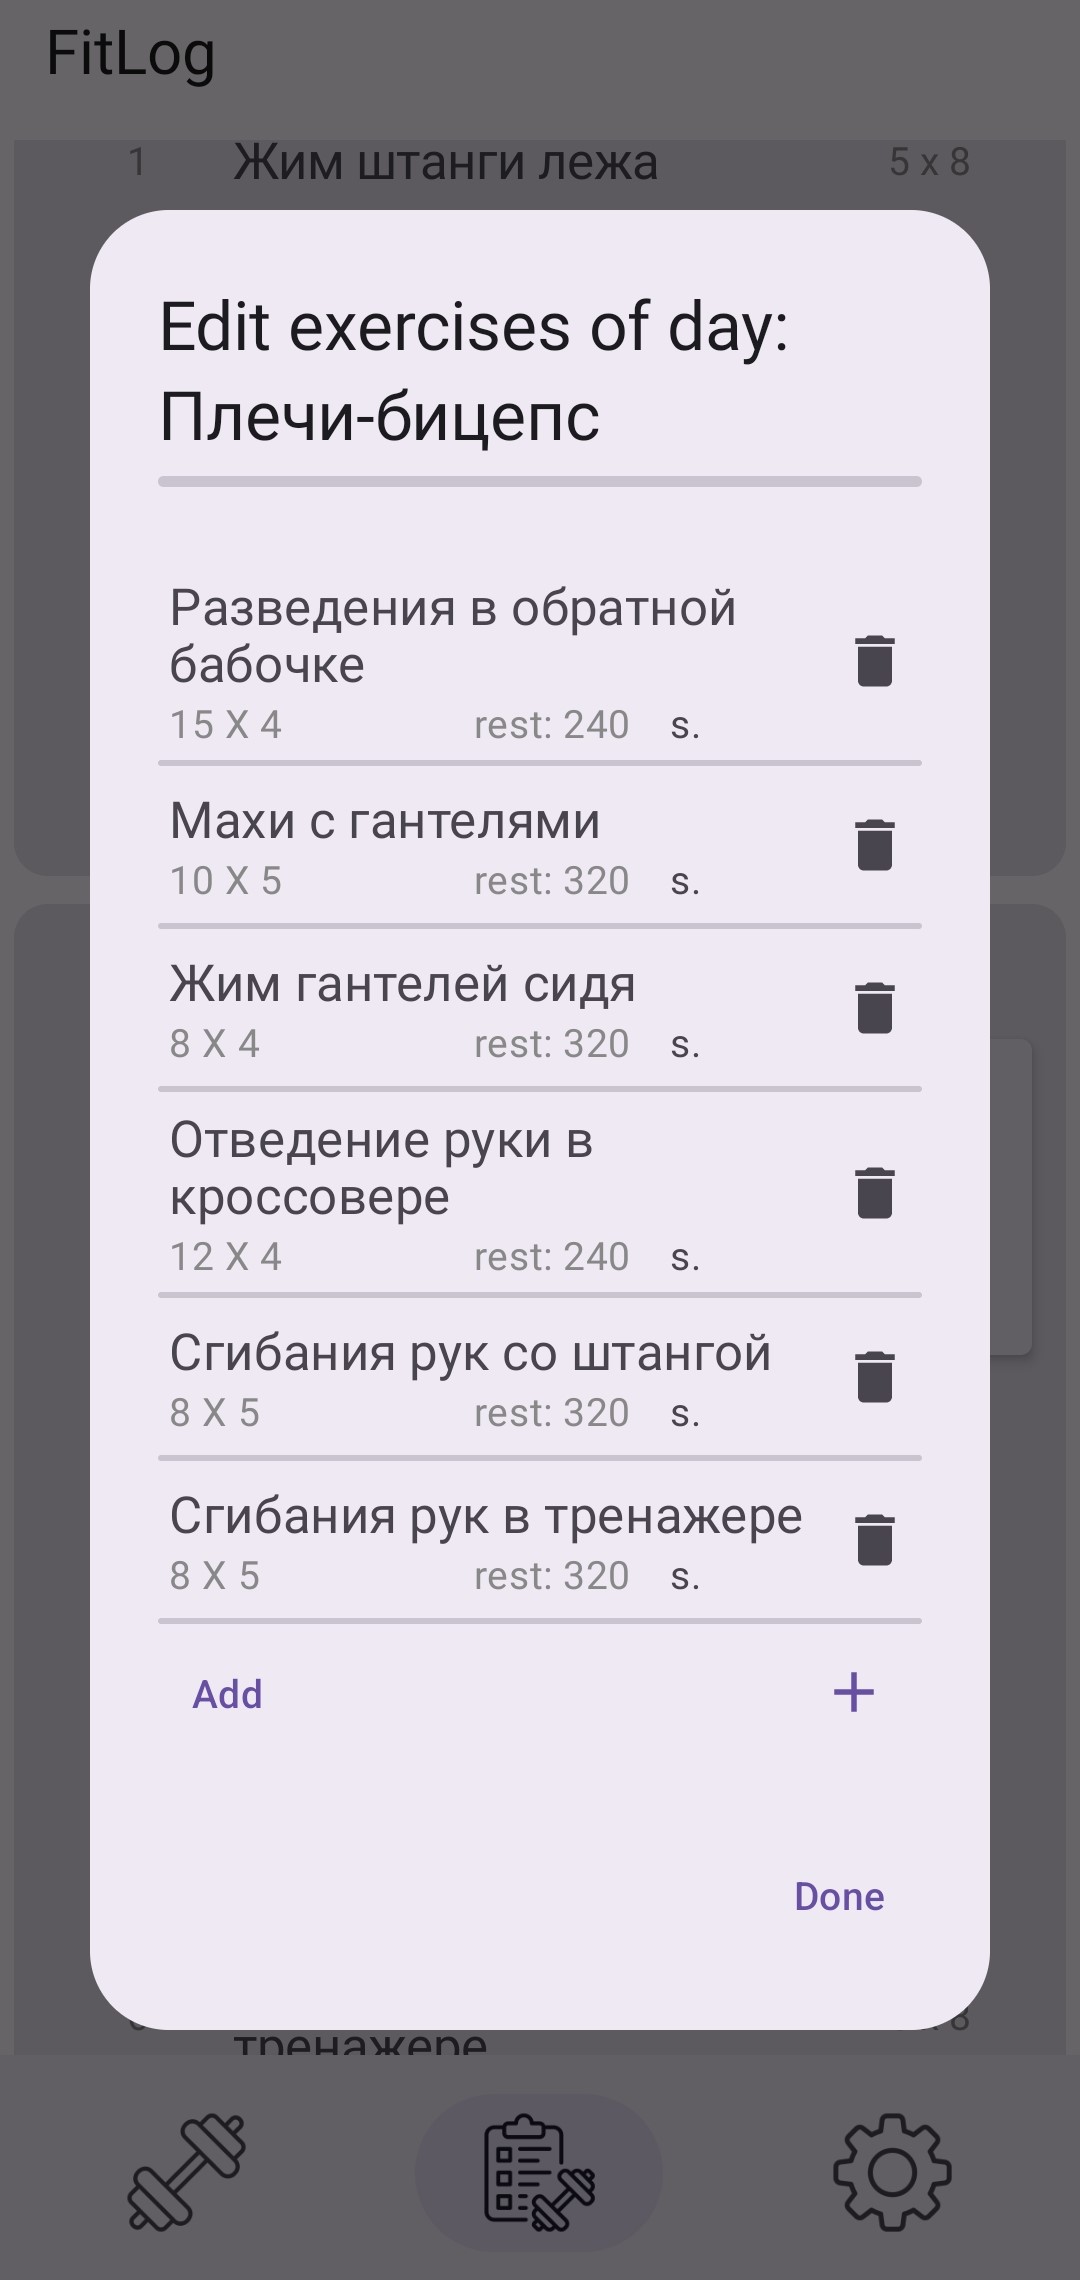 FitLog
1 Жим штанги лежа 5 x 8
Edit exercises of day:
Плечи-бицепс
Разведения в обратной
бабочке
15 X 4 rest: 240 s.
Махи с гантелями
10 X 5 rest: 320 s.
Жим гантелей сидя
8 X 4 rest: 320 s.
Отведение руки в
кроссовере
12 X 4 rest: 240 s.
Сгибания рук со штангой
8 X 5 rest: 320 s.
Сгибания рук в тренажере
8 X 5 rest: 320 s.
Add +
Done
8
тренажере